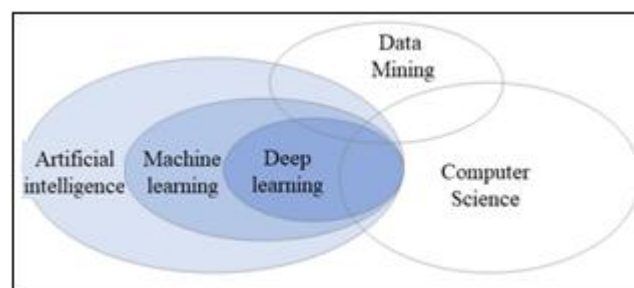 Data
Mining
Artificial
intelligence
Machine
learning
Deep
learning
Computer
Science